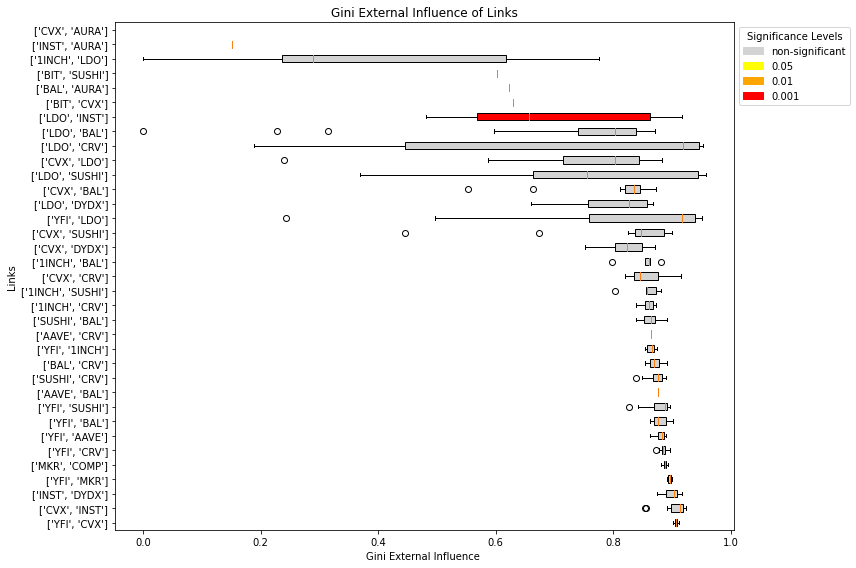 Gini External Influence of Links
['CVX', 'AURA']
['INST', 'AURA']
['1INCH', 'LDO']
['BIT', 'SUSHI']
['BAL', 'AURA']
['BIT', 'CVX']
['LDO', 'INST']
['LDO', 'BAL']
['LDO', 'CRV']
['CVX', 'LDO']
['LDO', 'SUSHI']
['CVX', 'BAL']
['LDO', 'DYDX']
['YFI', 'LDO']
['CVX', 'SUSHI']
['CVX', 'DYDX']
['1INCH', 'BAL']
['CVX', 'CRV']
['1INCH', 'SUSHI']
['1INCH', 'CRV']
['SUSHI', 'BAL']
['AAVE', 'CRV']
['YFI', '1INCH']
['BAL', 'CRV']
['SUSHI', 'CRV']
['AAVE', 'BAL']
['YFI', 'SUSHI']
['YFI', 'BAL']
['YFI', 'AAVE']
['YFI', 'CRV']
['MKR', 'COMP']
['YFI', 'MKR']
['INST', 'DYDX']
['CVX', 'INST']
['YFI', 'CVX']
Links
0.0 0.2 0.4 0.6 0.8 1.0
Gini External Influence
Significance Levels
non-significant
0.05
0.01
0.001